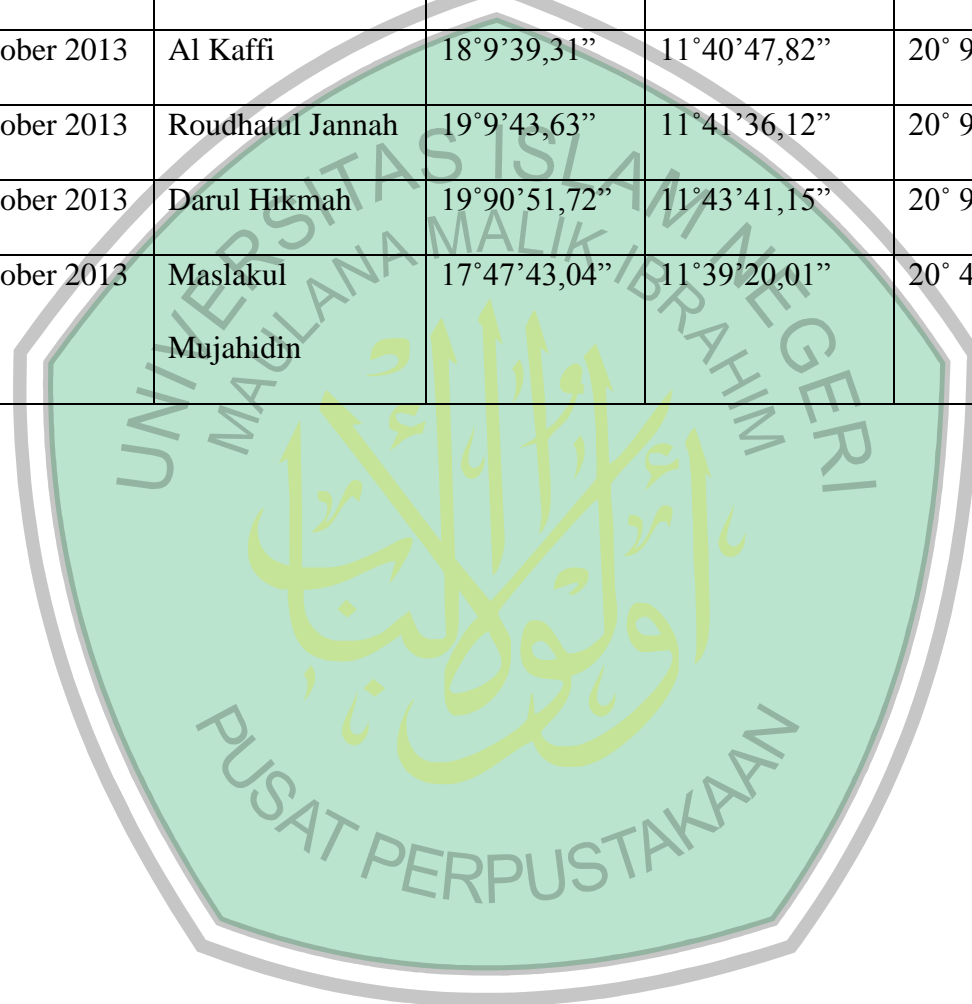 ober 2013 Al Kaffi 18˚9’39,31” 11˚40’47,82” 20˚ 9
ober 2013 Roudhatul Jannah 19˚9’43,63” 11˚41’36,12” 20˚ 9
ober 2013 Darul Hikmah 19˚90’51,72” 11˚43’41,15” 20˚ 9
ober 2013 Maslakul 17˚47’43,04” 11˚39’20,01” 20˚ 4
Mujahidin
UNIVERSITAS ISLAM NEGERI
MAULANA MALIK IBRAHIM
أولو الألباب
PUSAT PERPUSTAKAAN